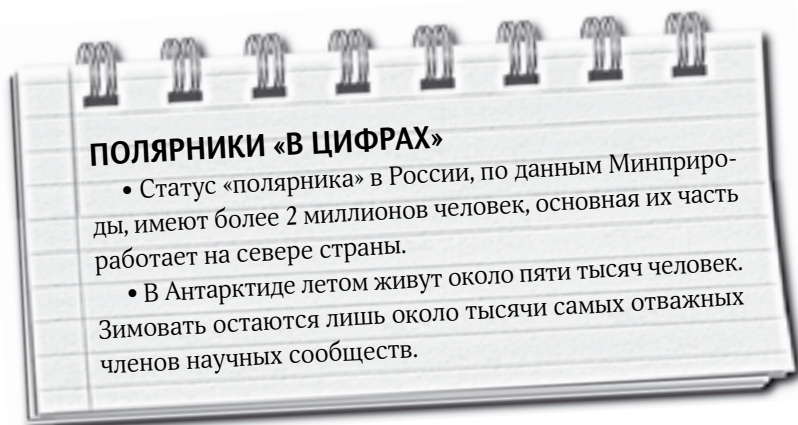 ПОЛЯРНИКИ «В ЦИФРАХ»
• Статус «полярника» в России, по данным Минприро-
ды, имеют более 2 миллионов человек, основная их часть
работает на севере страны.
• В Антарктиде летом живут около пяти тысяч человек.
Зимовать остаются лишь около тысячи самых отважных
членов научных сообществ.